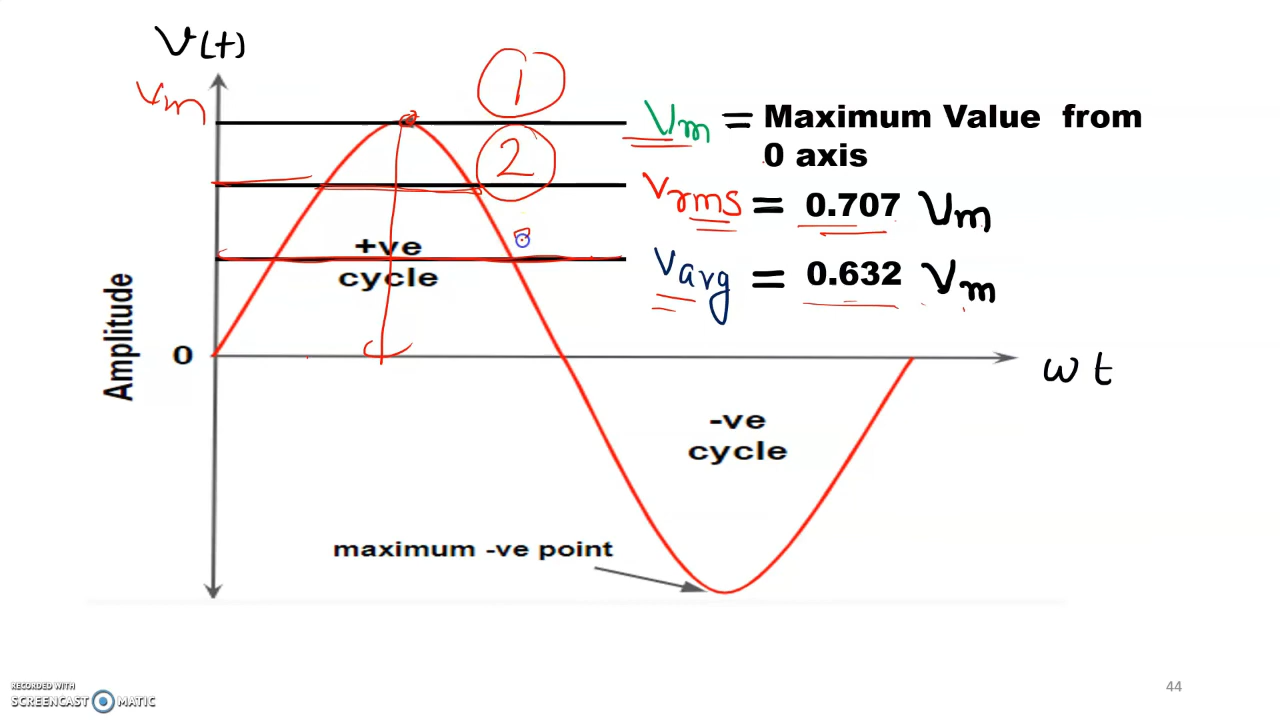 V(t)
Vm
1
Vm = Maximum Value from
0 axis
2
Vrms = 0.707 Vm
+ve
cycle
Vavg = 0.632 Vm
Amplitude
0
ωt
-ve
cycle
maximum -ve point
RECORDED WITH
SCREENCAST MATIC
44